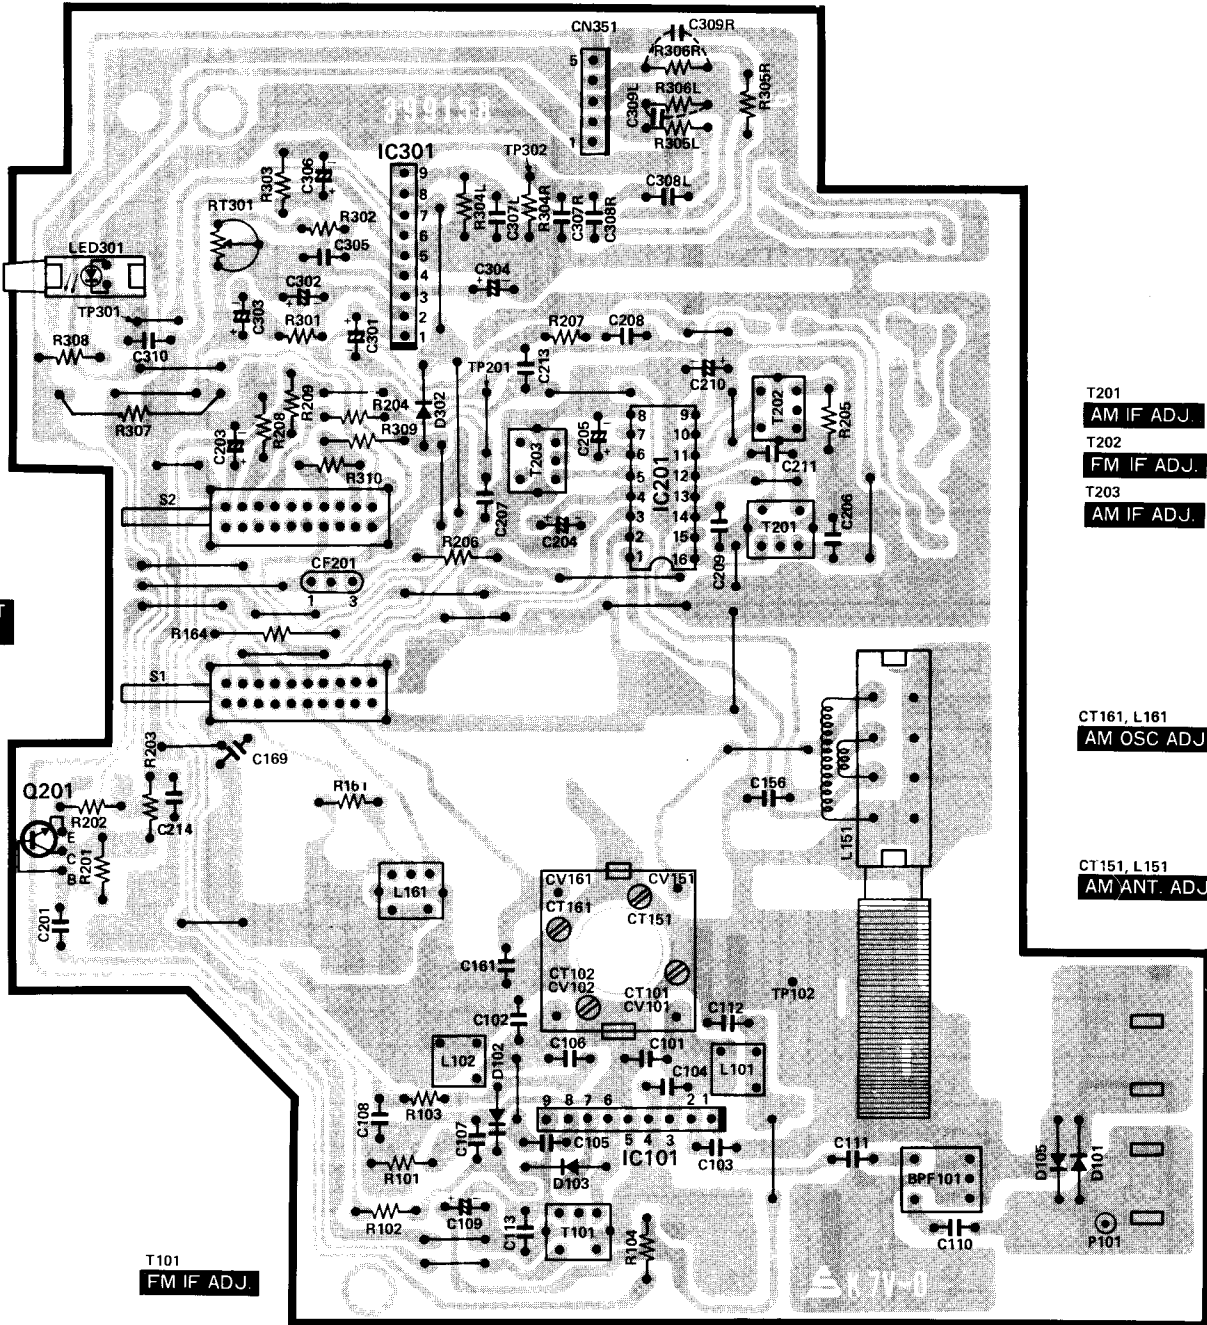 CN351
C309R
R306R
5
R306L
R305R
C309L
1
R305L
399150
IC301
TP302
9
8
7
6
5
4
3
2
1
R303
C306
RT301
R302
C305
R304L
C307L
R304R
C307R
C308R
C308L
LED301
TP301
C302
C303
R301
C301
C304
R308
C310
R207
C208
TP201
C213
C210
R307
R209
R204
R309
D302
C203
R208
R310
T203
C205
8
7
6
5
4
3
2
1
9
10
11
12
13
14
15
16
IC201
T202
R205
C211
T201
AM IF ADJ.
T202
FM IF ADJ.
T203
AM IF ADJ.
S2
C207
C204
C209
T201
C206
R206
CF201
1
3
T
R164
S1
R203
C169
CT161, L161
AM OSC ADJ
Q201
R202
C214
R161
C156
L151
E
C
B
R201
L161
CV161
CV151
CT161
CT151
CT151, L151
AM ANT. ADJ
C201
C161
CT102
CV102
CT101
CV101
TP102
C102
C112
L102
D102
C106
C101
L101
C104
C108
R103
9
8
7
6
2
1
C107
C105
5
4
3
IC101
C103
C111
R101
D103
BPF101
D105
D101
R102
C109
C113
T101
R104
C110
P101
T101
FM IF ADJ.
K7V-0